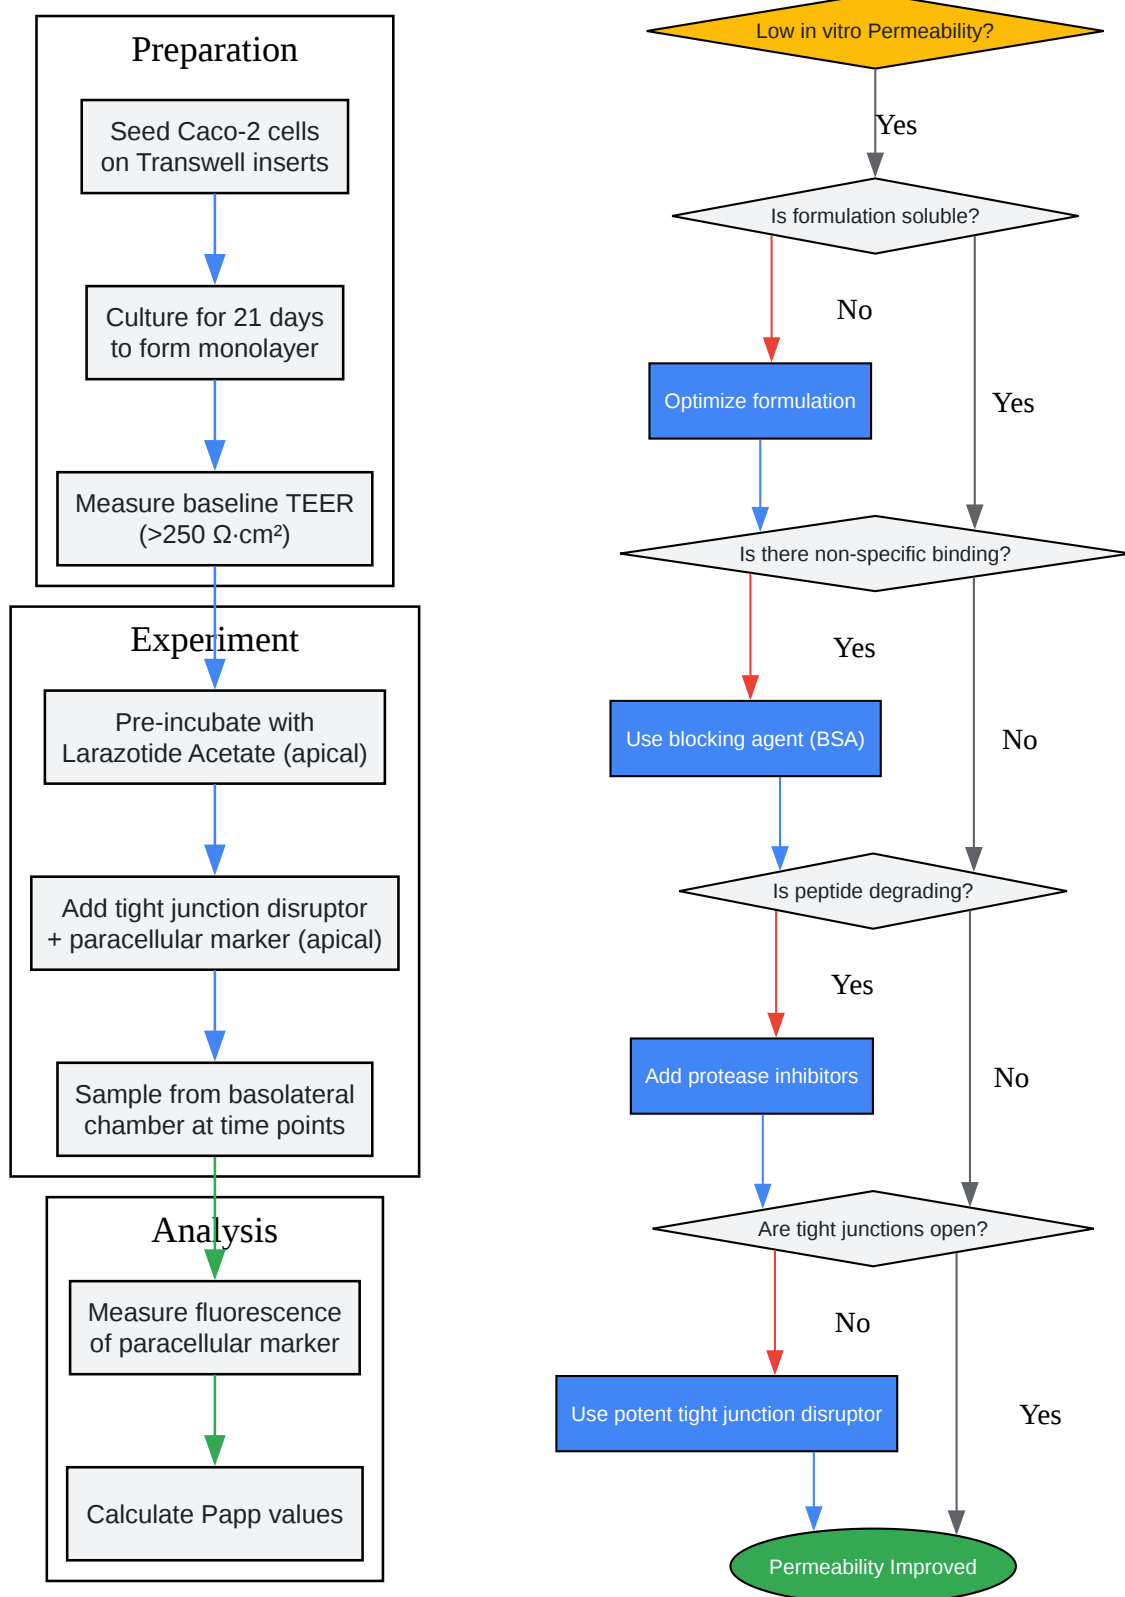 Preparation
Seed Caco-2 cells
on Transwell inserts
Culture for 21 days
to form monolayer
Measure baseline TEER
(>250 Ω·cm²)
Experiment
Pre-incubate with
Larazotide Acetate (apical)
Add tight junction disruptor
+ paracellular marker (apical)
Sample from basolateral
chamber at time points
Analysis
Measure fluorescence
of paracellular marker
Calculate Papp values
Low in vitro Permeability?
Yes
Is formulation soluble?
No
Optimize formulation
Yes
Is there non-specific binding?
Yes
Use blocking agent (BSA)
No
Is peptide degrading?
Yes
Add protease inhibitors
No
Are tight junctions open?
No
Use potent tight junction disruptor
Yes
Permeability Improved